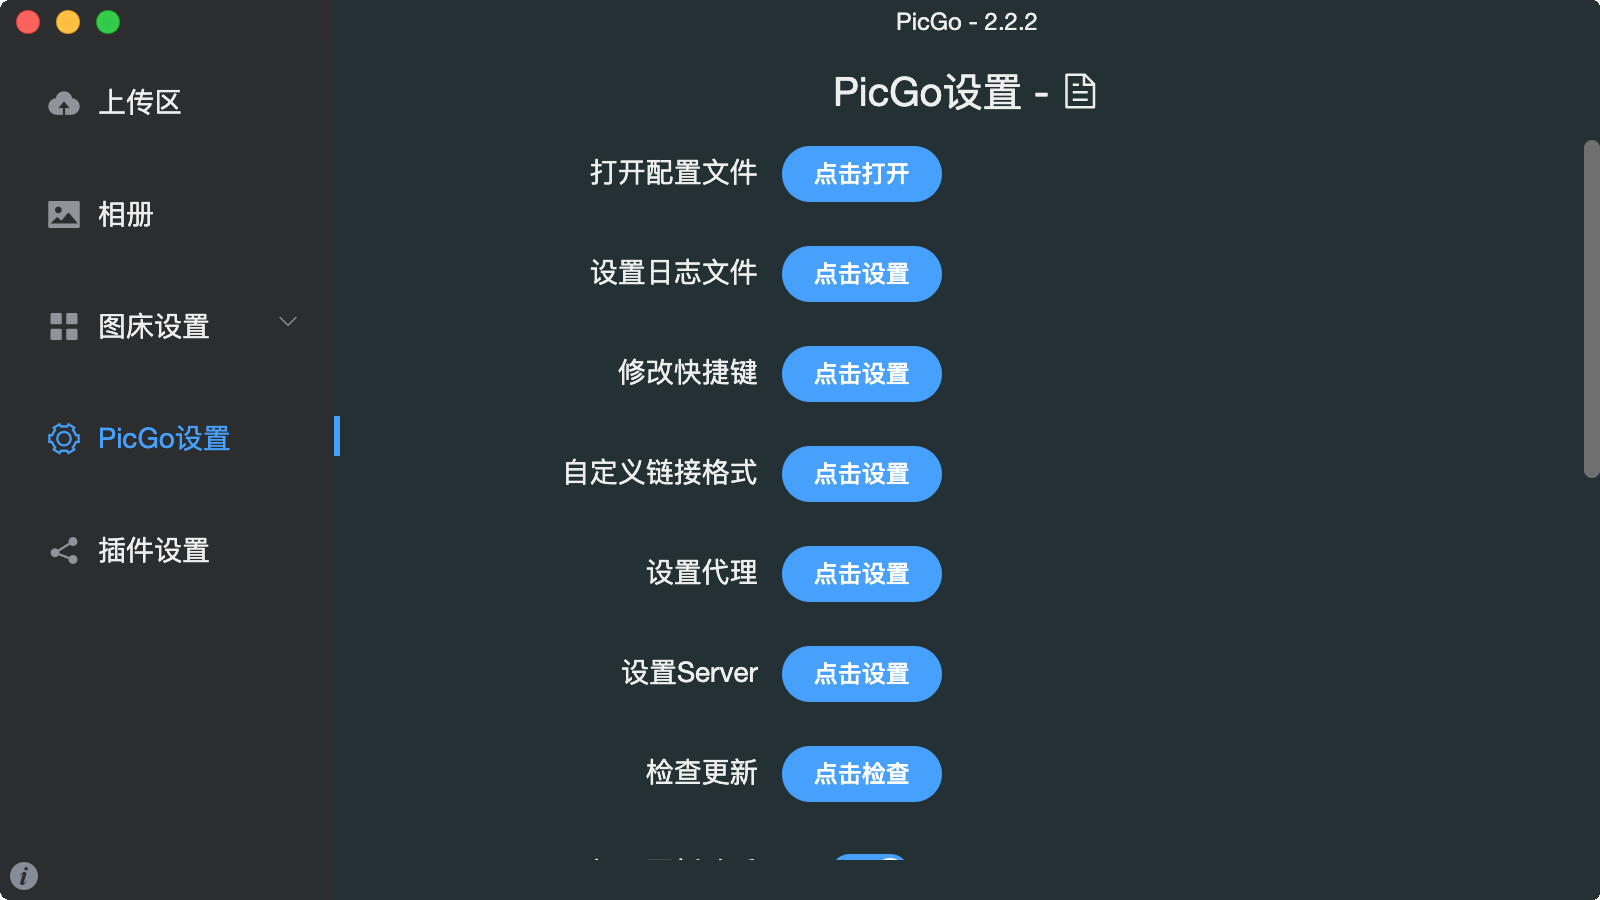 PicGo - 2.2.2
上传区
相册
图床设置
PicGo设置
插件设置
PicGo设置 -
打开配置文件 点击打开
设置日志文件 点击设置
修改快捷键 点击设置
自定义链接格式 点击设置
设置代理 点击设置
设置Server 点击设置
检查更新 点击检查